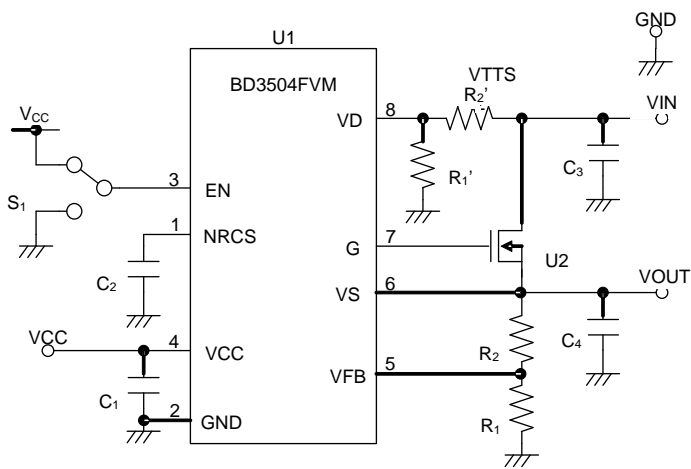 GND
U1
BD3504FVM
VTTS
R2'
VIN
VCC
8
VD
R1'
C3
S1
3
EN
1
NRCS
7
G
U2
C2
6
VS
VOUT
VCC
4
VCC
R2
C4
5
VFB
C1
2
GND
R1